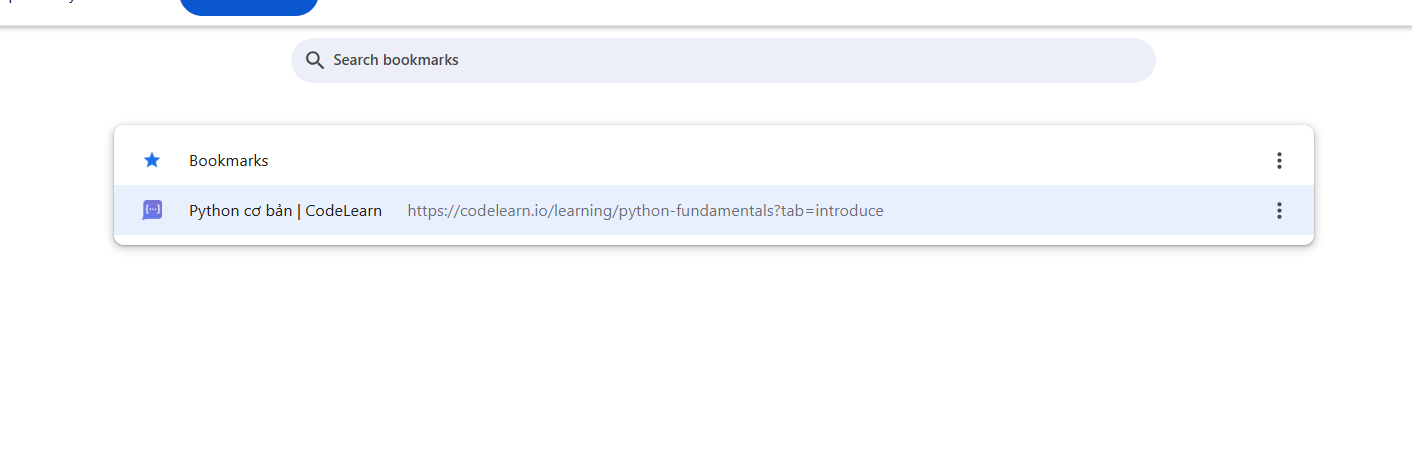 Search bookmarks
Bookmarks
Python cơ bản | CodeLearn https://codelearn.io/learning/python-fundamentals?tab=introduce